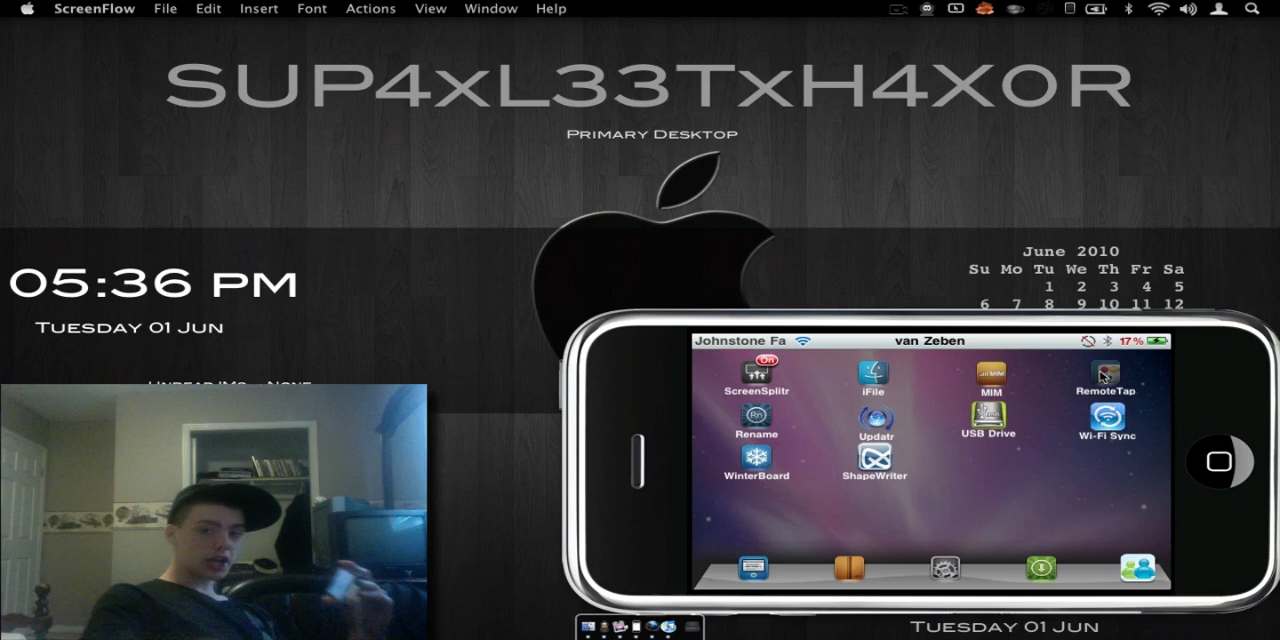 ScreenFlow File Edit Insert Font Actions View Window Help
SUP4xL33TxH4X0R
Primary Desktop
05:36 PM
Tuesday 01 Jun
June 2010
Su Mo Tu We Th Fr Sa
1 2 3 4 5
6 7 8 9 10 11 12
Johnstone Fa van Zeben 17%
On
ScreenSplitr iFile MIM RemoteTap
Rename Updatr USB Drive Wi-Fi Sync
WinterBoard ShapeWriter
Tuesday 01 Jun